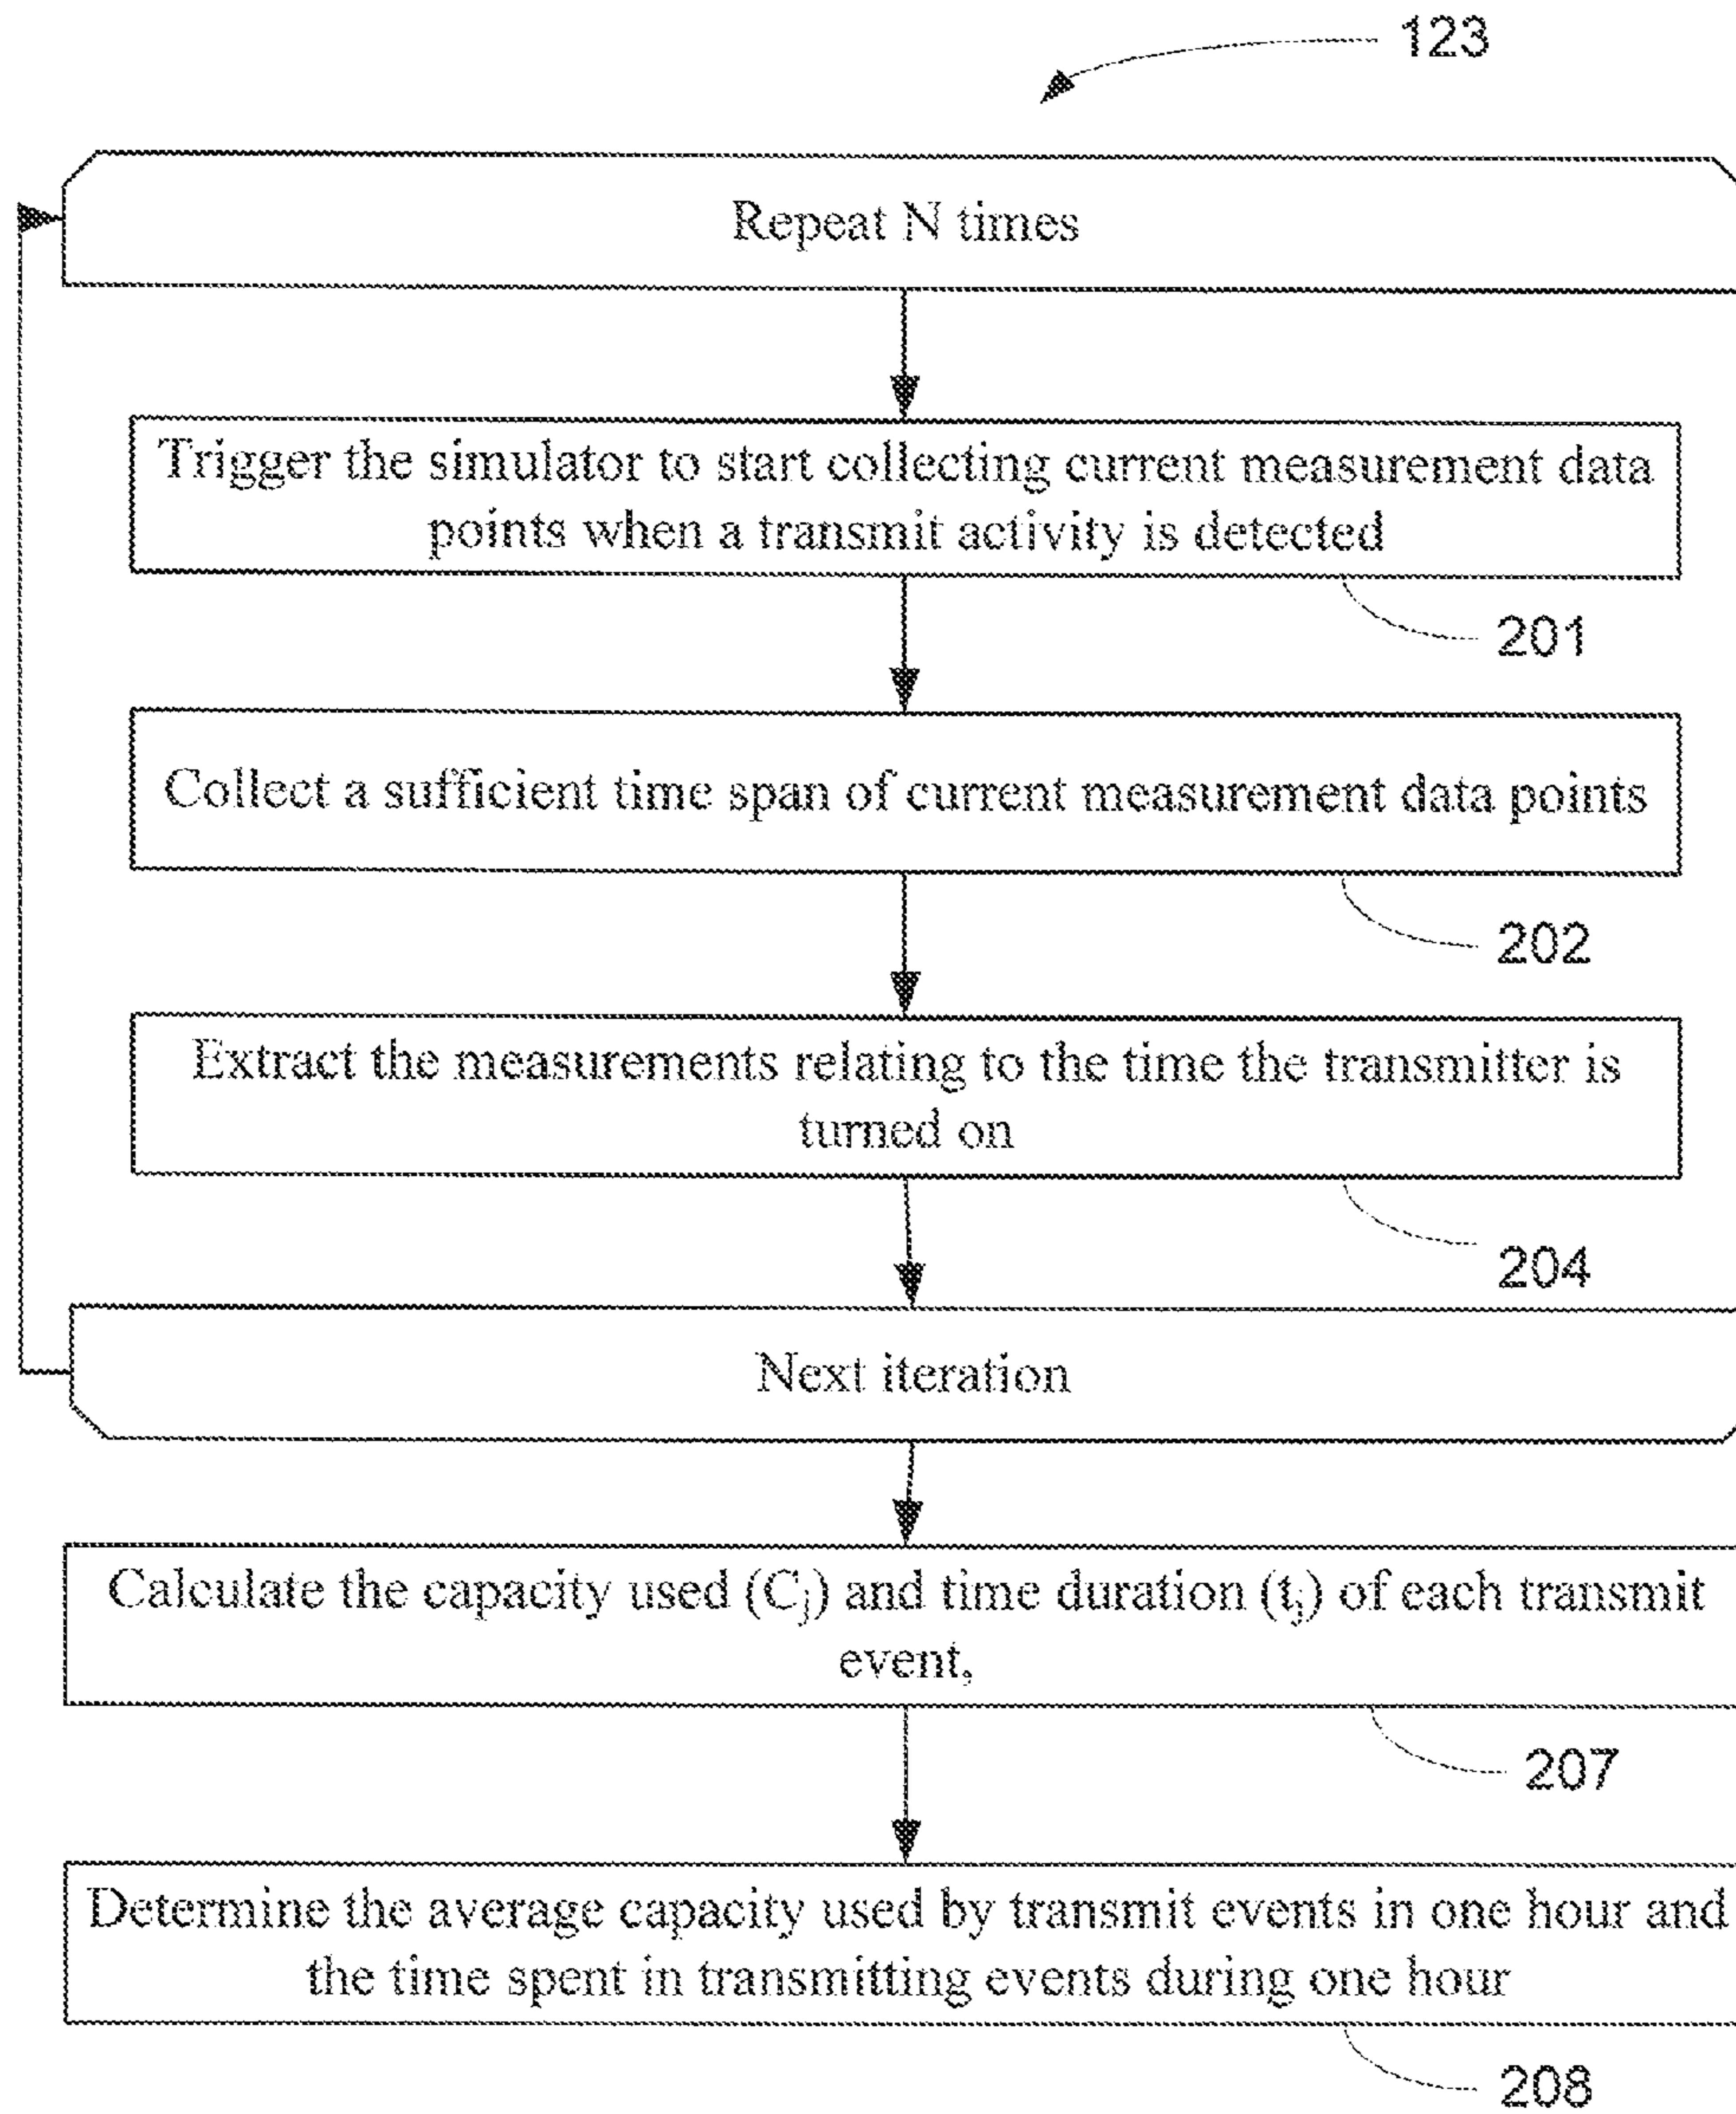 123
Repeat N times
Trigger the simulator to start collecting current measurement data
points when a transmit activity is detected
201
Collect a sufficient time span of current measurement data points
202
Extract the measurements relating to the time the transmitter is
turned on
204
Next iteration
Calculate the capacity used (Cj) and time duration (tj) of each transmit
event,
207
Determine the average capacity used by transmit events in one hour and
the time spent in transmitting events during one hour
208